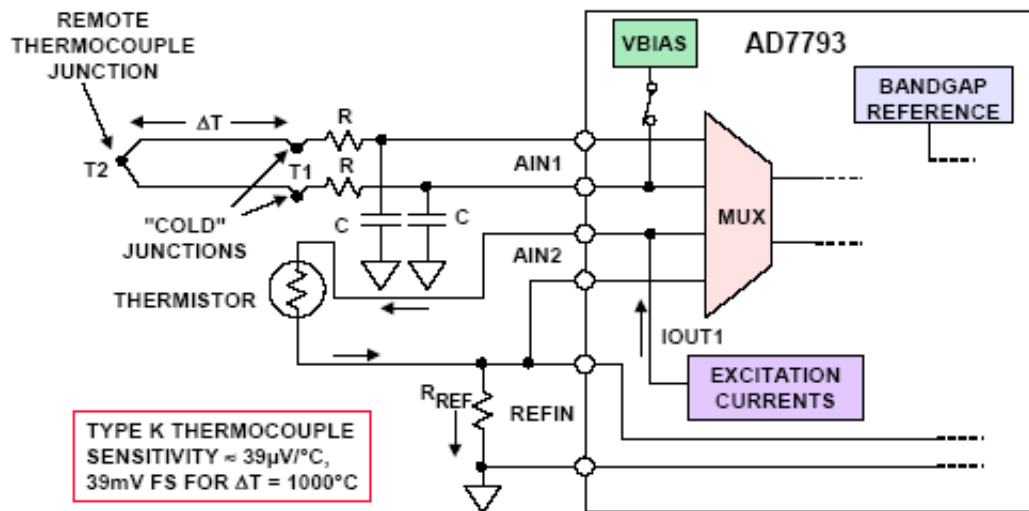 REMOTE
THERMOCOUPLE
JUNCTION
VBIAS
AD7793
BANDGAP
REFERENCE
ΔT
R
T2
T1
R
AIN1
"COLD"
JUNCTIONS
C
C
MUX
AIN2
THERMISTOR
IOUT1
EXCITATION
CURRENTS
RREF
REFIN
TYPE K THERMOCOUPLE
SENSITIVITY ≈ 39μV/°C,
39mV FS FOR ΔT = 1000°C